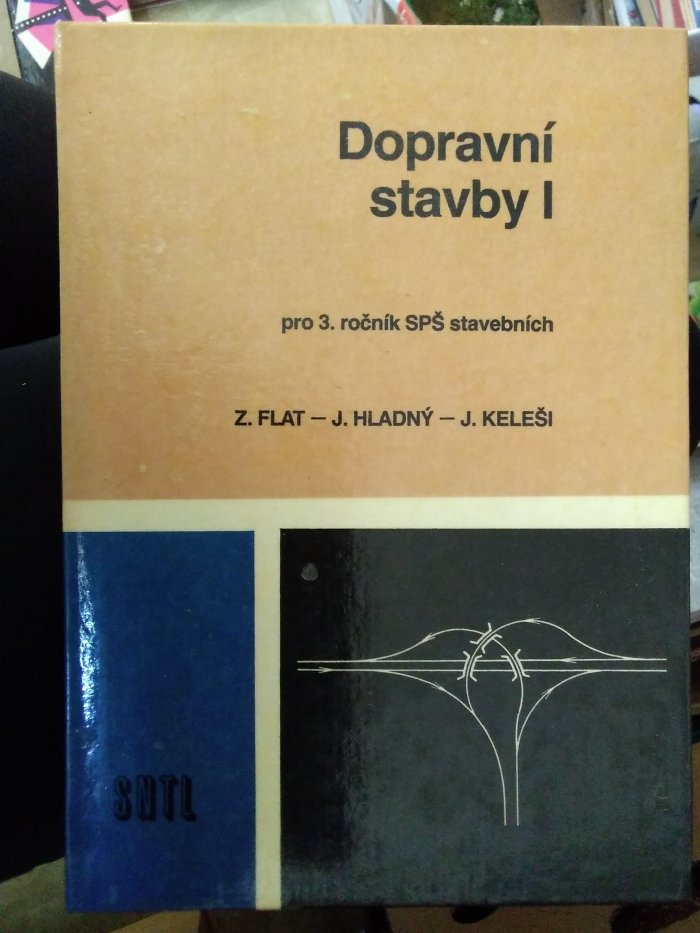 Dopravní
stavby I
pro 3. ročník SPŠ stavebních
Z. FLAT – J. HLADNÝ – J. KELEŠI
SNTL